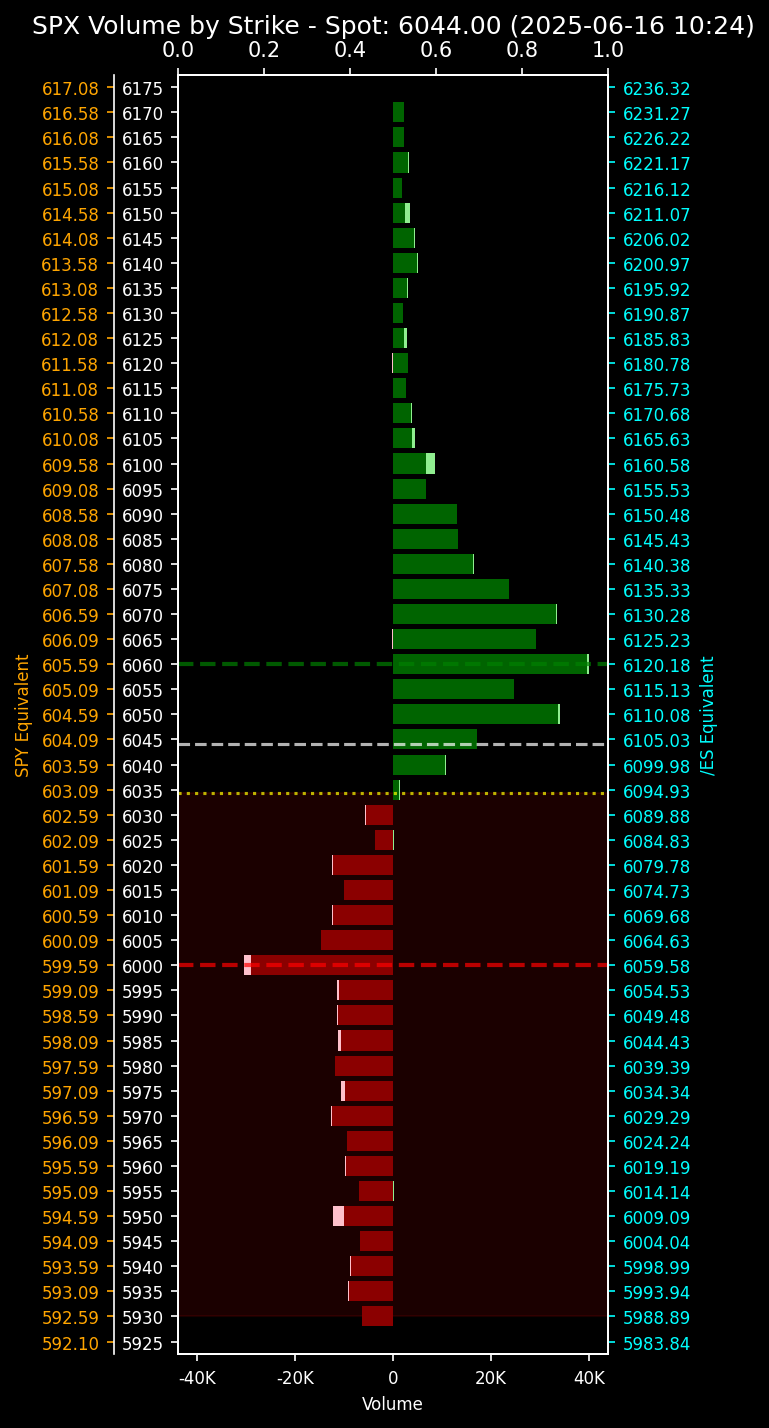 SPX Volume by Strike - Spot: 6044.00 (2025-06-16 10:24)
0.0 0.2 0.4 0.6 0.8 1.0
617.08 6175 6236.32
616.58 6170 6231.27
616.08 6165 6226.22
615.58 6160 6221.17
615.08 6155 6216.12
614.58 6150 6211.07
614.08 6145 6206.02
613.58 6140 6200.97
613.08 6135 6195.92
612.58 6130 6190.87
612.08 6125 6185.83
611.58 6120 6180.78
611.08 6115 6175.73
610.58 6110 6170.68
610.08 6105 6165.63
609.58 6100 6160.58
609.08 6095 6155.53
608.58 6090 6150.48
608.08 6085 6145.43
607.58 6080 6140.38
607.08 6075 6135.33
606.59 6070 6130.28
606.09 6065 6125.23
605.59 6060 6120.18
605.09 6055 6115.13
604.59 6050 6110.08
604.09 6045 6105.03
603.59 6040 6099.98
603.09 6035 6094.93
602.59 6030 6089.88
602.09 6025 6084.83
601.59 6020 6079.78
601.09 6015 6074.73
600.59 6010 6069.68
600.09 6005 6064.63
599.59 6000 6059.58
599.09 5995 6054.53
598.59 5990 6049.48
598.09 5985 6044.43
597.59 5980 6039.39
597.09 5975 6034.34
596.59 5970 6029.29
596.09 5965 6024.24
595.59 5960 6019.19
595.09 5955 6014.14
594.59 5950 6009.09
594.09 5945 6004.04
593.59 5940 5998.99
593.09 5935 5993.94
592.59 5930 5988.89
592.10 5925 5983.84
SPY Equivalent
/ES Equivalent
-40K -20K 0 20K 40K
Volume